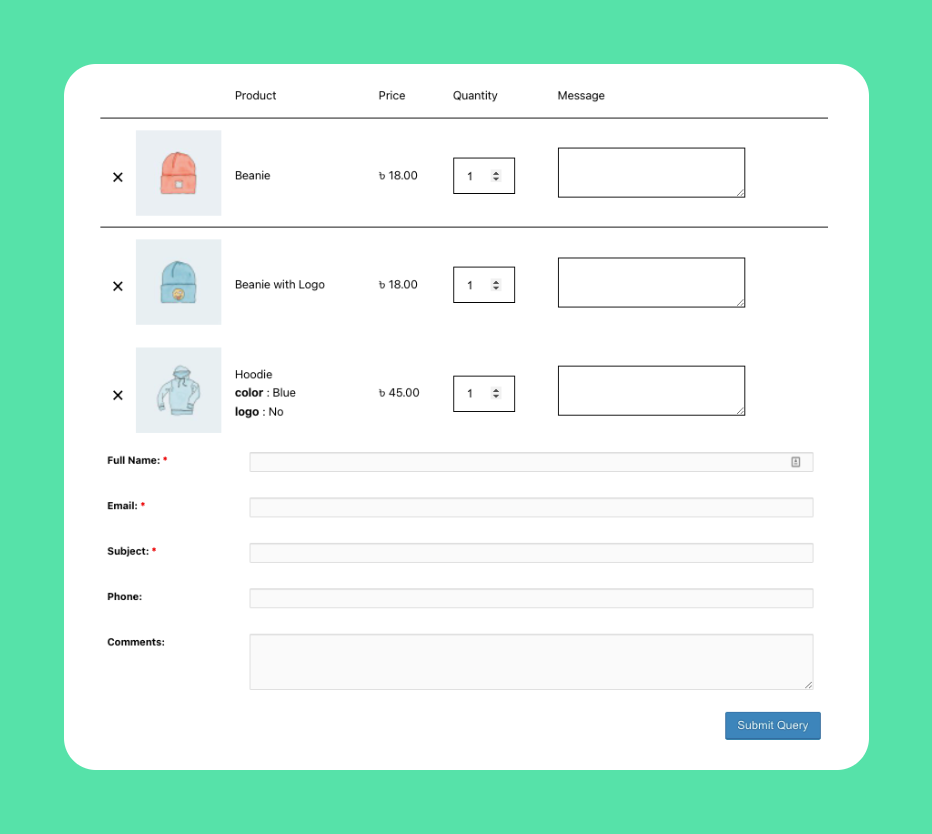 Product Price Quantity Message
× Beanie ৳ 18.00 1
× Beanie with Logo ৳ 18.00 1
Hoodie
× color : Blue ৳ 45.00 1
logo : No
Full Name: *
Email: *
Subject: *
Phone:
Comments:
Submit Query